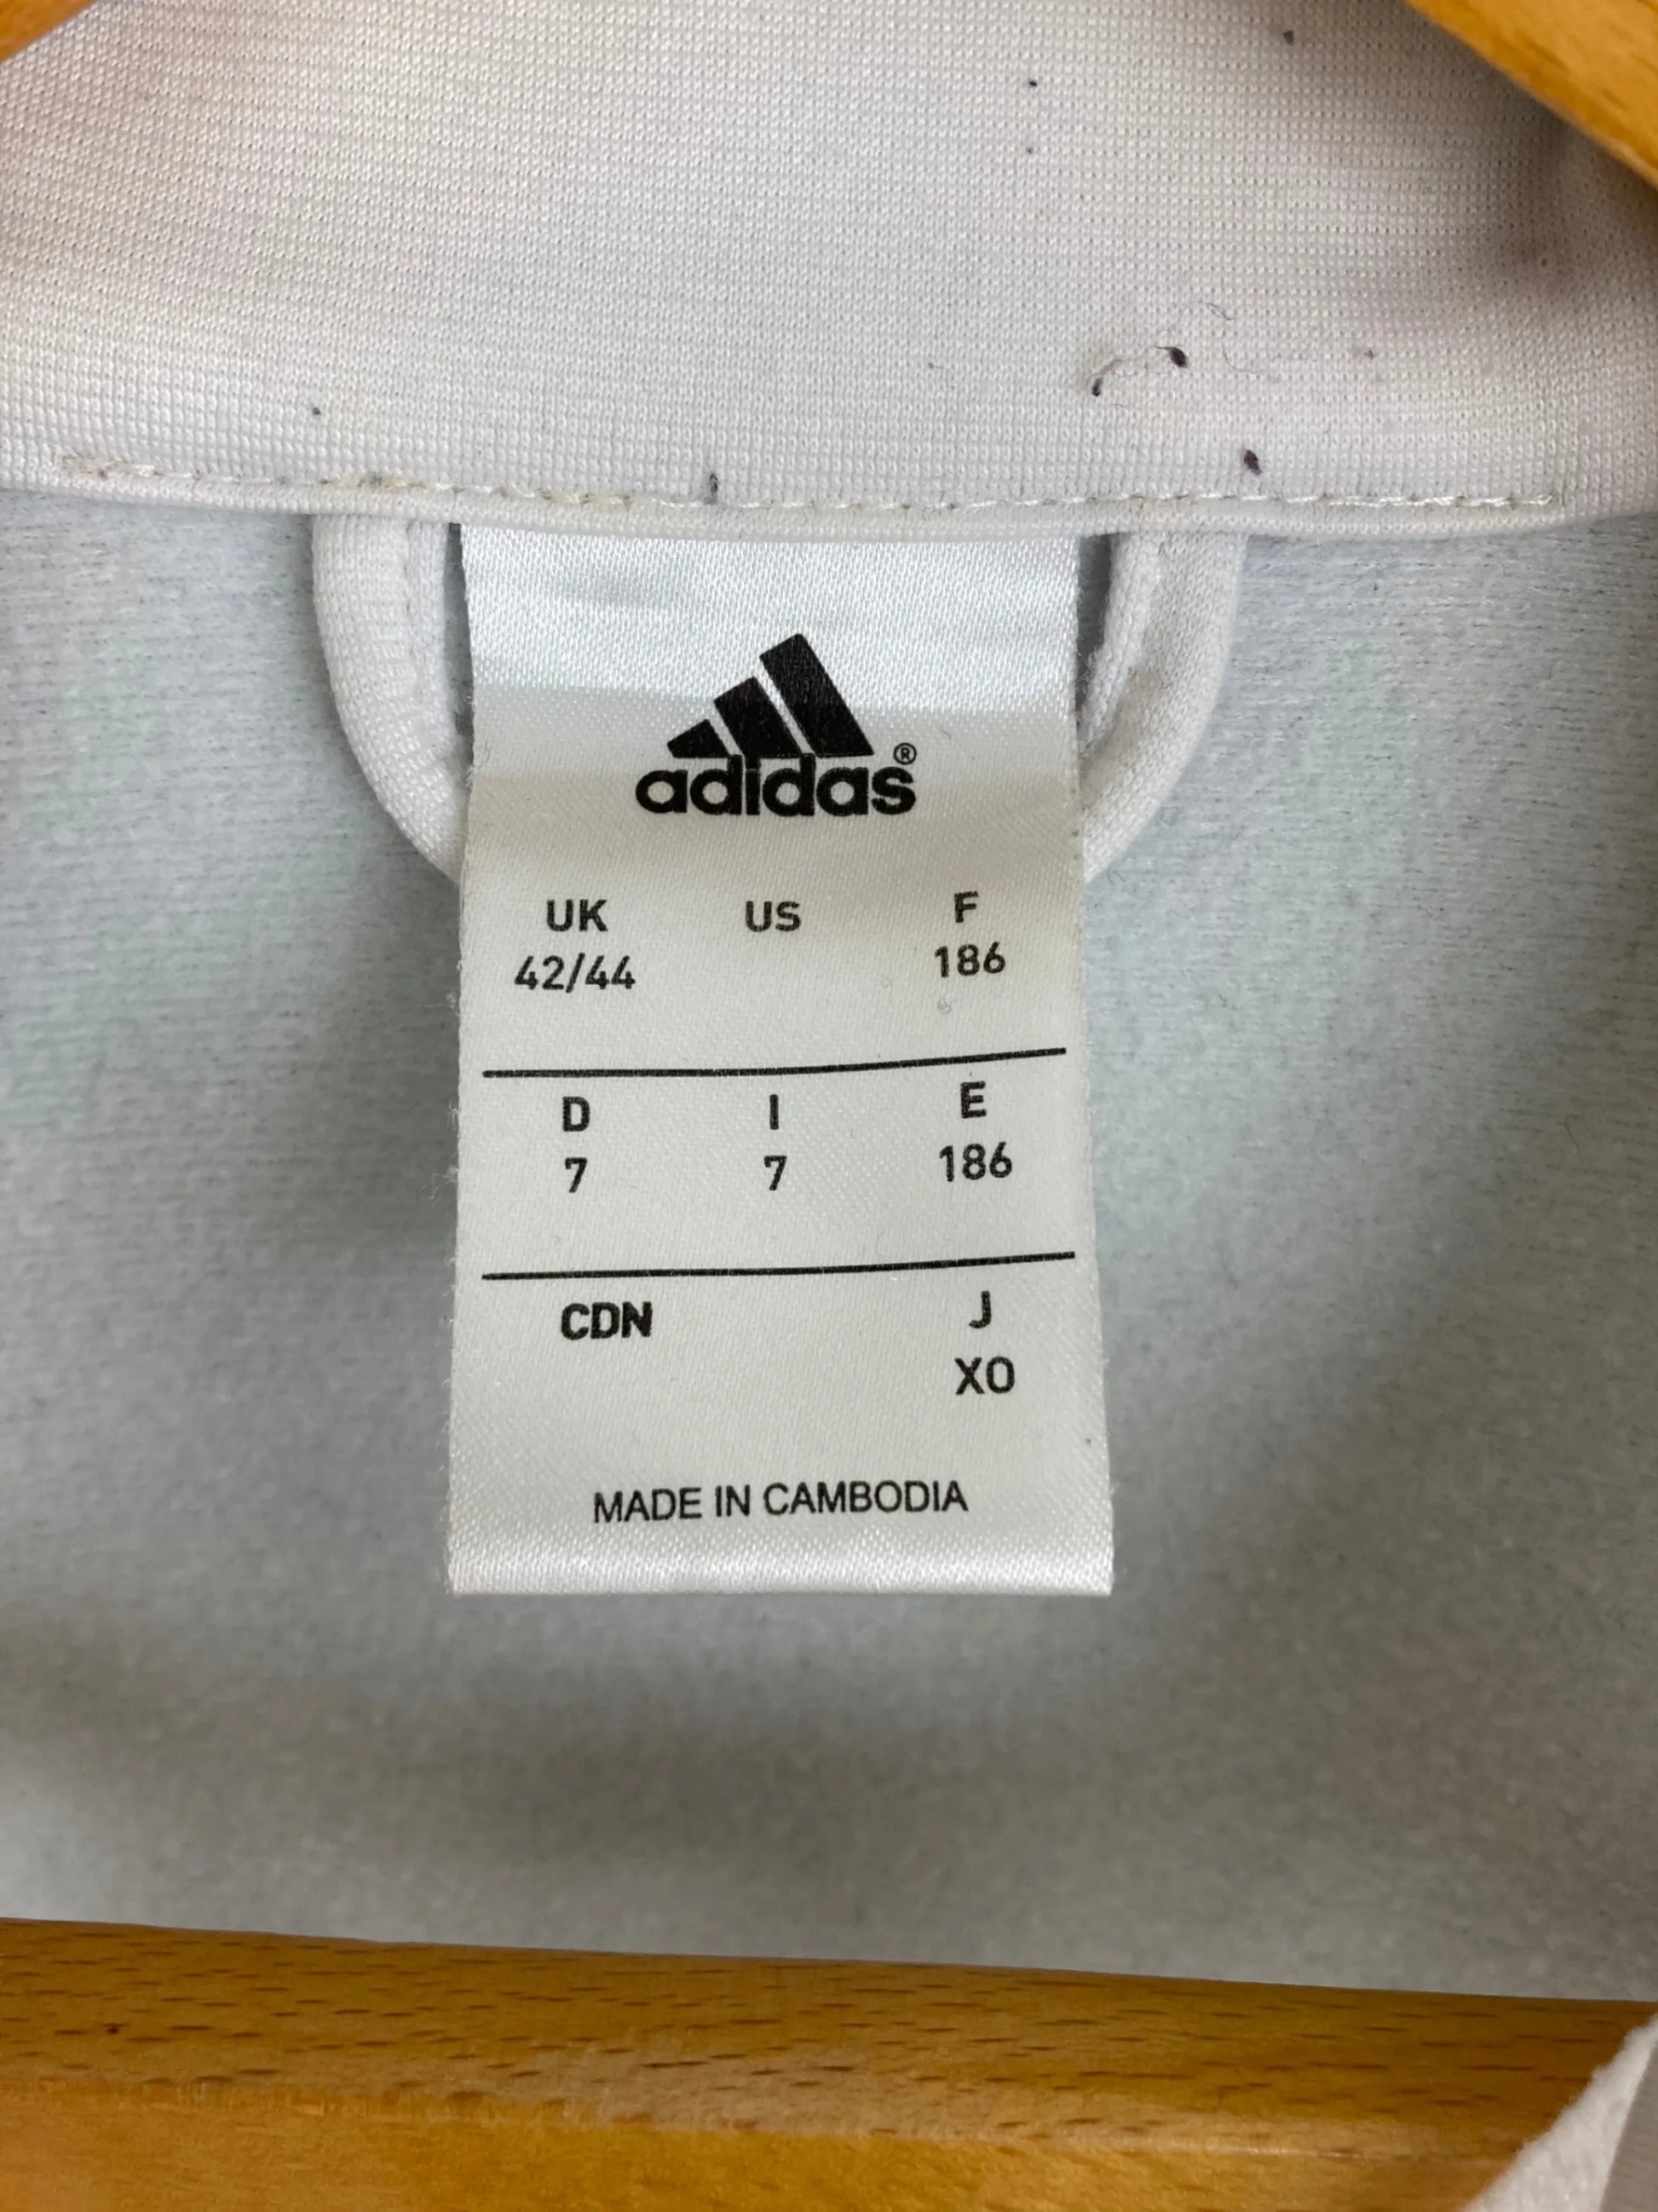 adidas®
UK US F
42/44 186
D I E
7 7 186
CDN J
XO
MADE IN CAMBODIA